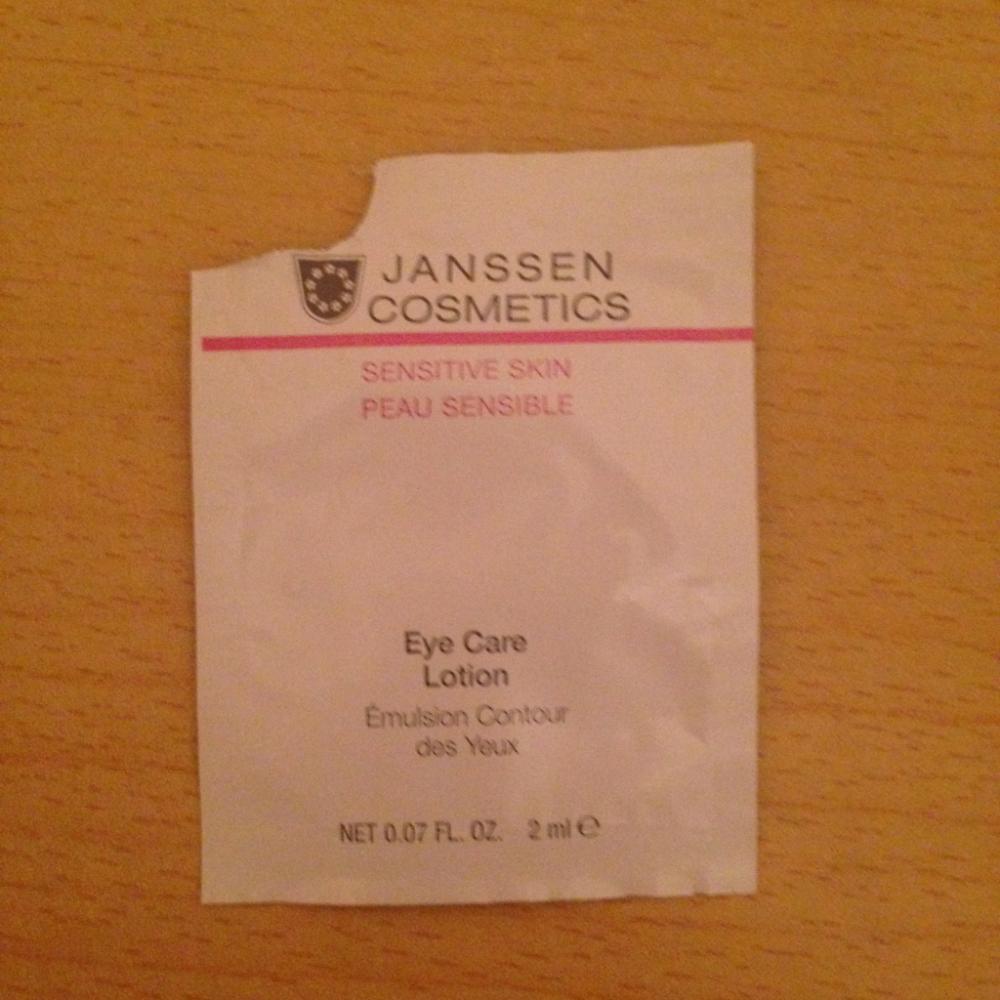 JANSSEN
COSMETICS
SENSITIVE SKIN
PEAU SENSIBLE
Eye Care
Lotion
Émulsion Contour
des Yeux
NET 0.07 FL. OZ. 2 ml ℮